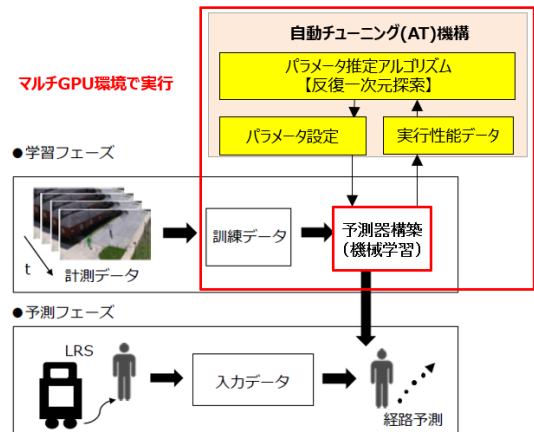 自動チューニング(AT)機構
パラメータ推定アルゴリズム
【反復一次元探索】
マルチGPU環境で実行
パラメータ設定
実行性能データ
●学習フェーズ
訓練データ
予測器構築
(機械学習)
t
計測データ
●予測フェーズ
LRS
入力データ
経路予測